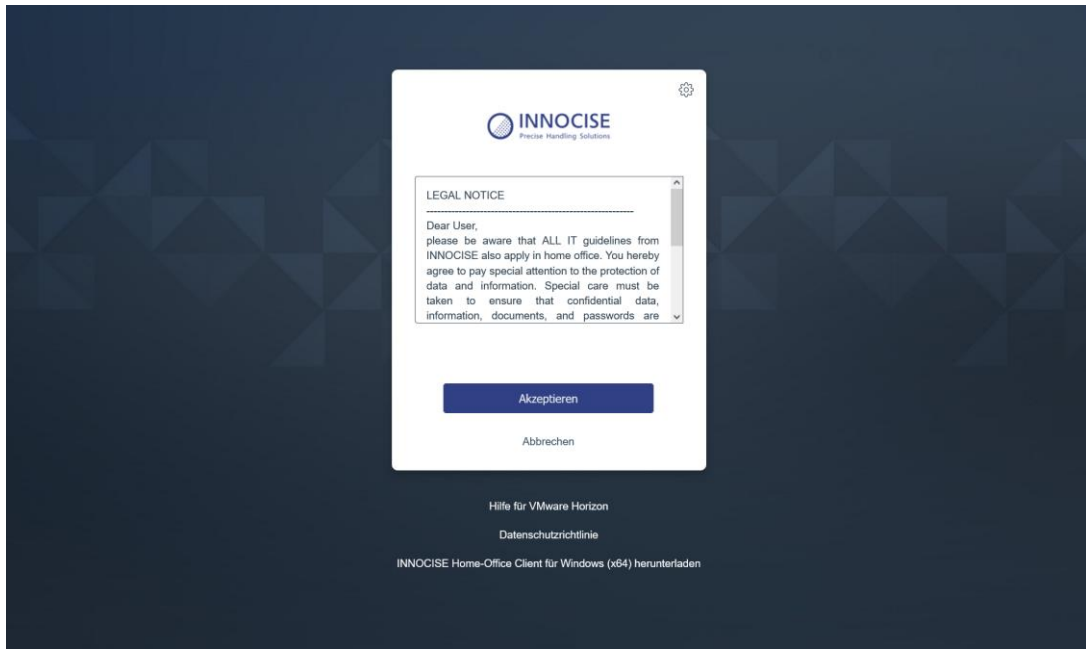 INNOCISE
Precise Handling Solutions
LEGAL NOTICE
----------------------------------------------------------
Dear User,
please be aware that ALL IT guidelines from
INNOCISE also apply in home office. You hereby
agree to pay special attention to the protection of
data and information. Special care must be
taken to ensure that confidential data,
information, documents, and passwords are
Akzeptieren
Abbrechen
Hilfe für VMware Horizon
Datenschutzrichtlinie
INNOCISE Home-Office Client für Windows (x64) herunterladen